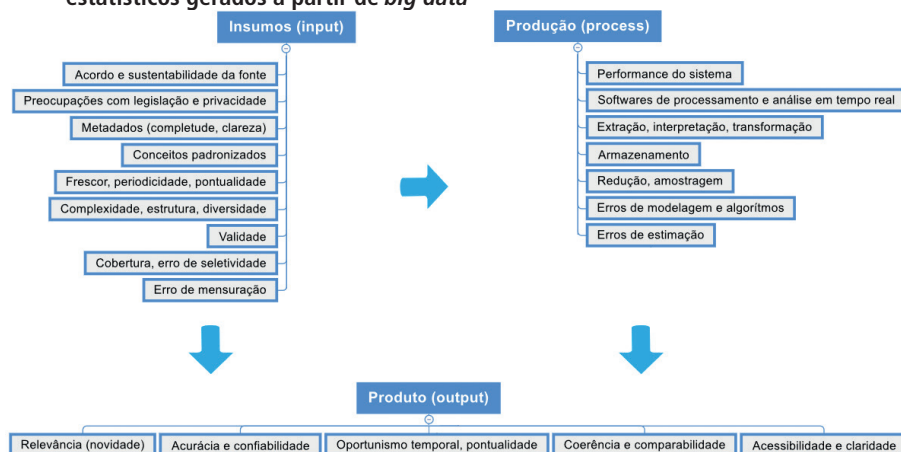 estatísticos gerados a partir de big data
Insumos (input)
Acordo e sustentabilidade da fonte
Preocupações com legislação e privacidade
Metadados (completude, clareza)
Conceitos padronizados
Frescor, periodicidade, pontualidade
Complexidade, estrutura, diversidade
Validade
Cobertura, erro de seletividade
Erro de mensuração
Produção (process)
Performance do sistema
Softwares de processamento e análise em tempo real
Extração, interpretação, transformação
Armazenamento
Redução, amostragem
Erros de modelagem e algorítmos
Erros de estimação
Produto (output)
Relevância (novidade)
Acurácia e confiabilidade
Oportunismo temporal, pontualidade
Coerência e comparabilidade
Acessibilidade e claridade